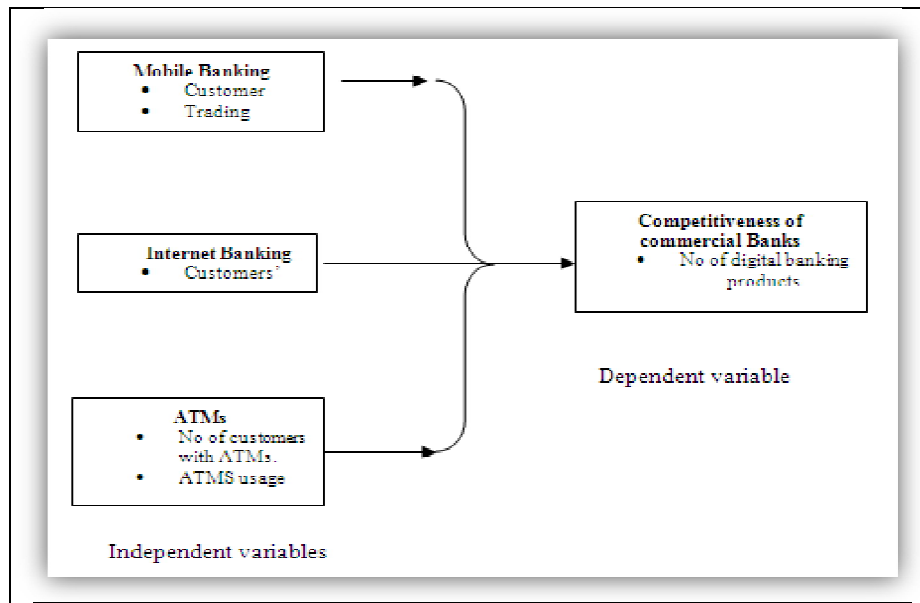 Mobile Banking
• Customer
• Trading
Internet Banking
• Customers’
ATMs
• No of customers
with ATMs.
• ATMS usage
Independent variables
Competitiveness of
commercial Banks
• No of digital banking
products
Dependent variable